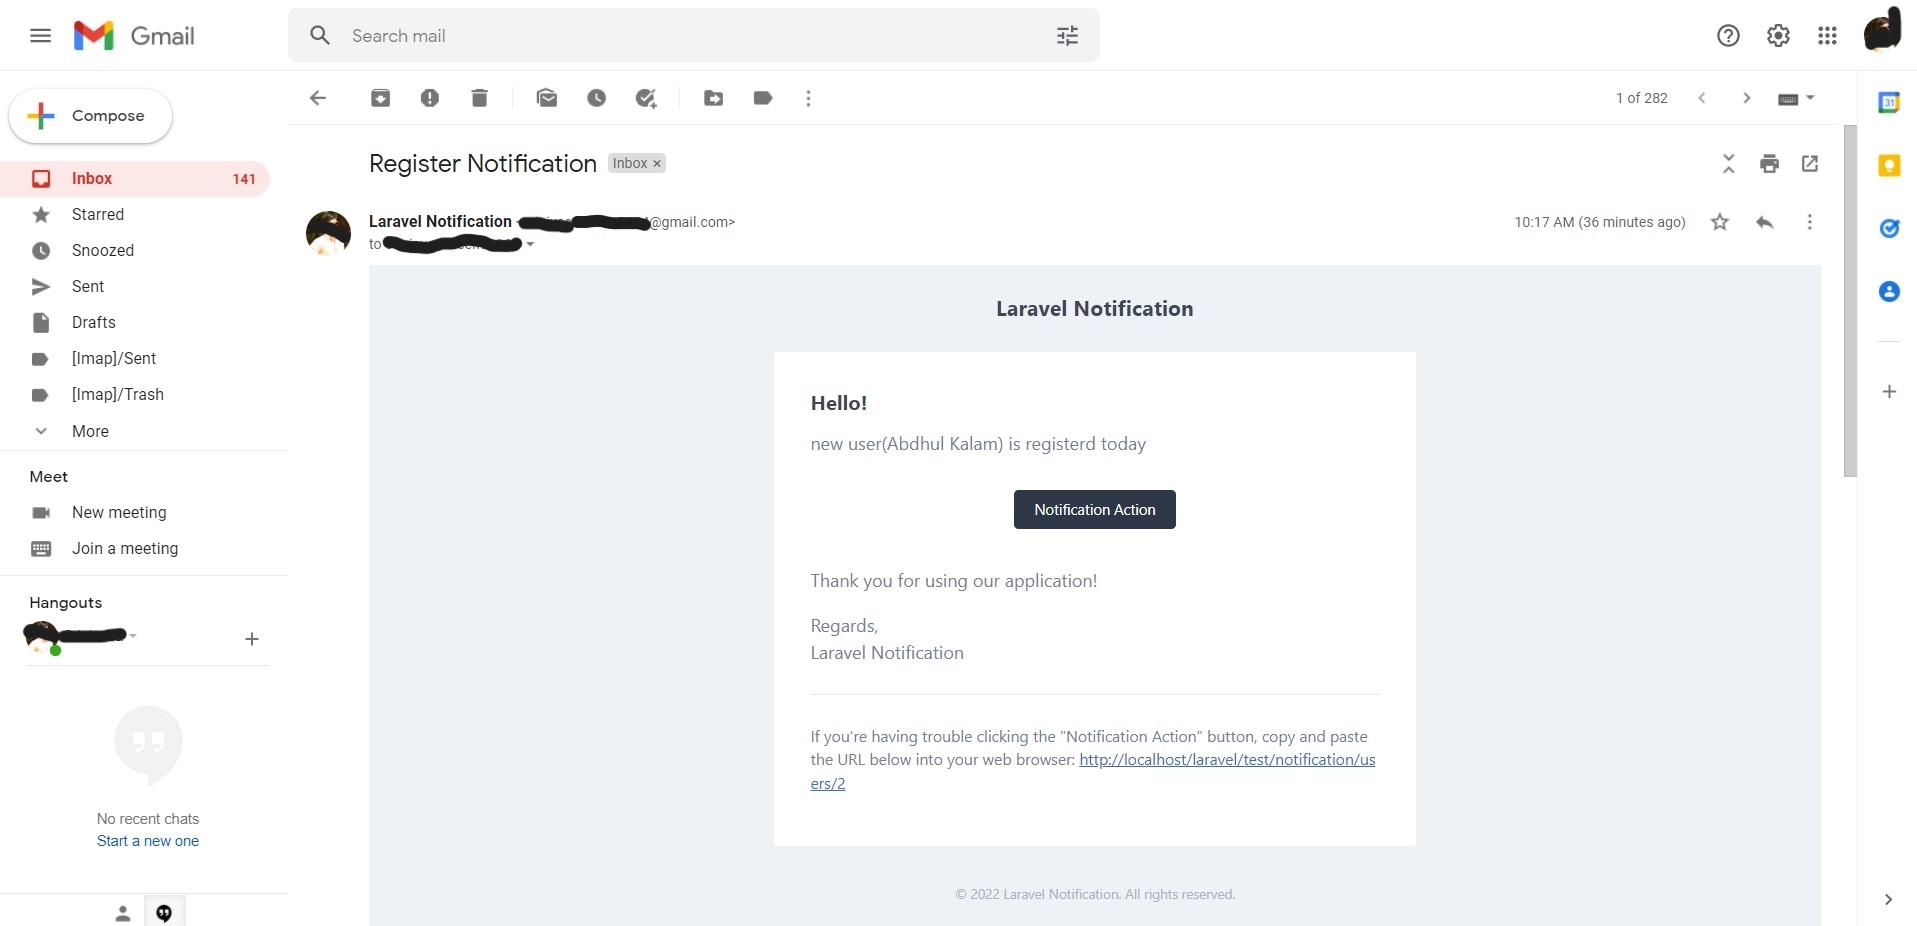 Gmail
Search mail
Compose
1 of 282
31
Inbox 141
Starred
Snoozed
Sent
Drafts
[Imap]/Sent
[Imap]/Trash
More
Meet
New meeting
Join a meeting
Hangouts
No recent chats
Start a new one
Register Notification Inbox ×
Laravel Notification @gmail.com>
10:17 AM (36 minutes ago)
to
Laravel Notification
Hello!
new user(Abdhul Kalam) is registerd today
Notification Action
Thank you for using our application!
Regards,
Laravel Notification
If you're having trouble clicking the "Notification Action" button, copy and paste
the URL below into your web browser: http://localhost/laravel/test/notification/us
ers/2
© 2022 Laravel Notification. All rights reserved.